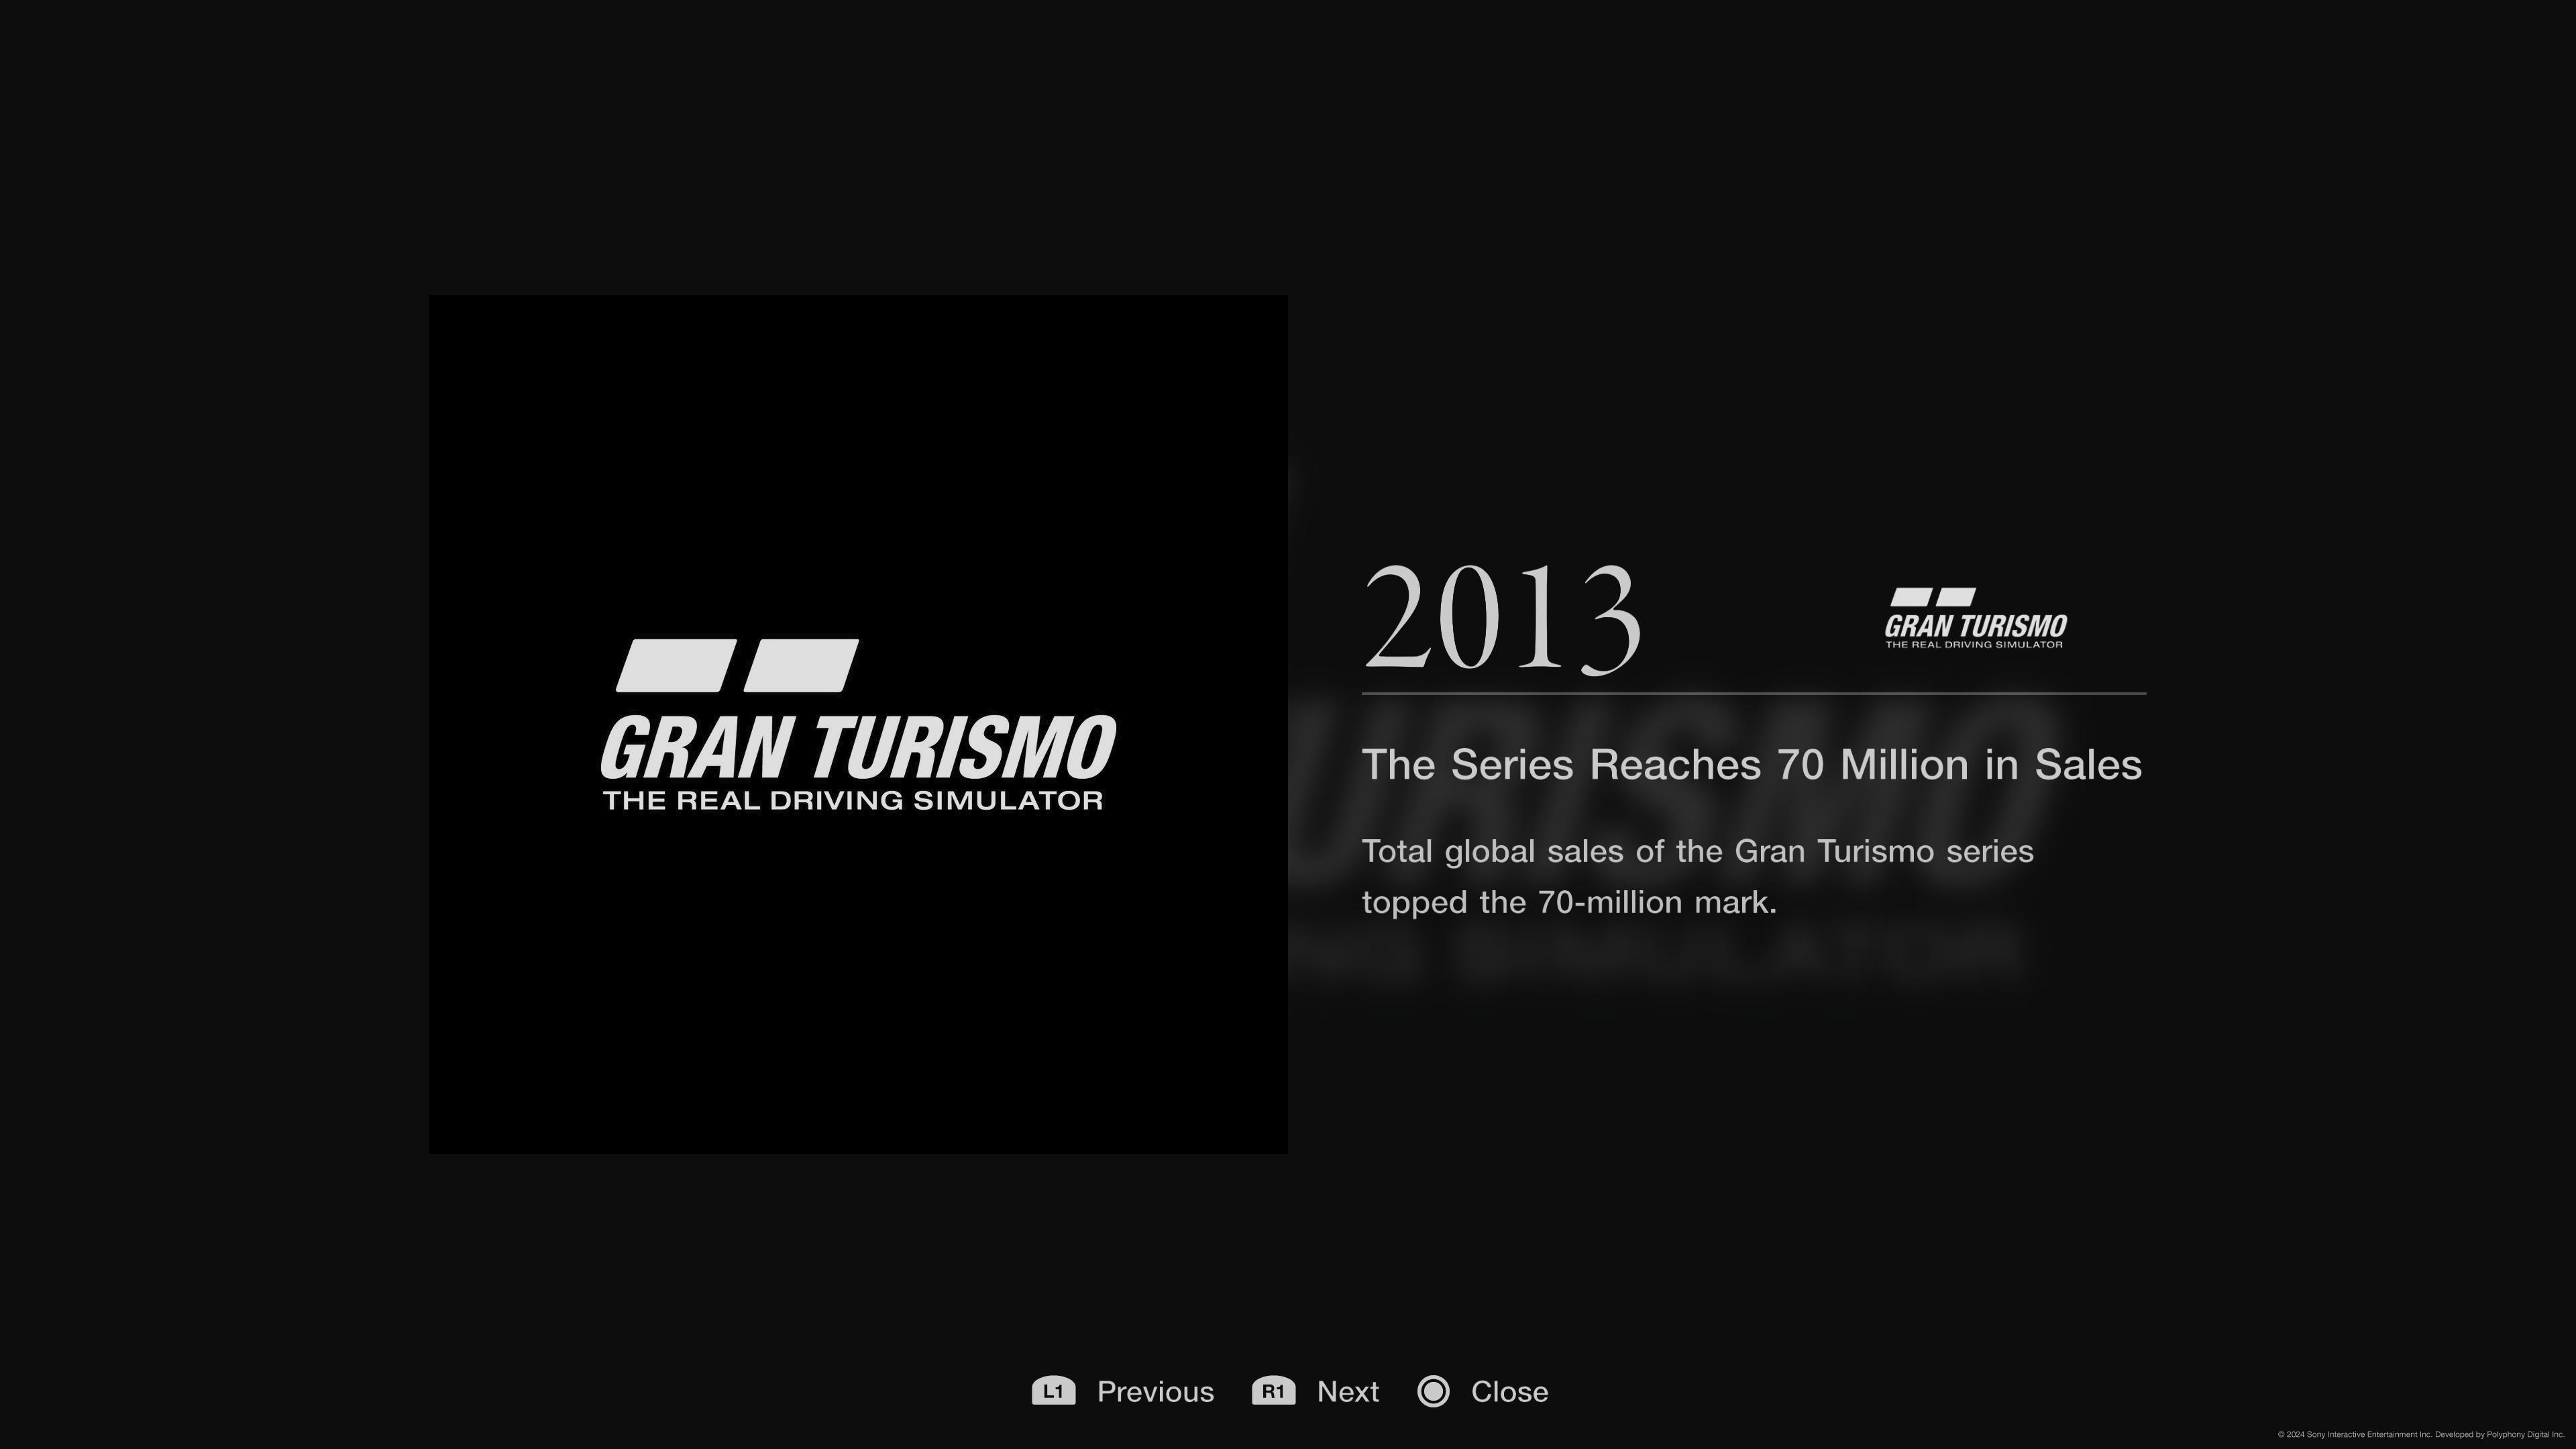 GRAN TURISMO
THE REAL DRIVING SIMULATOR
2013
GRAN TURISMO
THE REAL DRIVING SIMULATOR
The Series Reaches 70 Million in Sales
Total global sales of the Gran Turismo series
topped the 70-million mark.
L1 Previous R1 Next Close
© 2024 Sony Interactive Entertainment Inc. Developed by Polyphony Digital Inc.